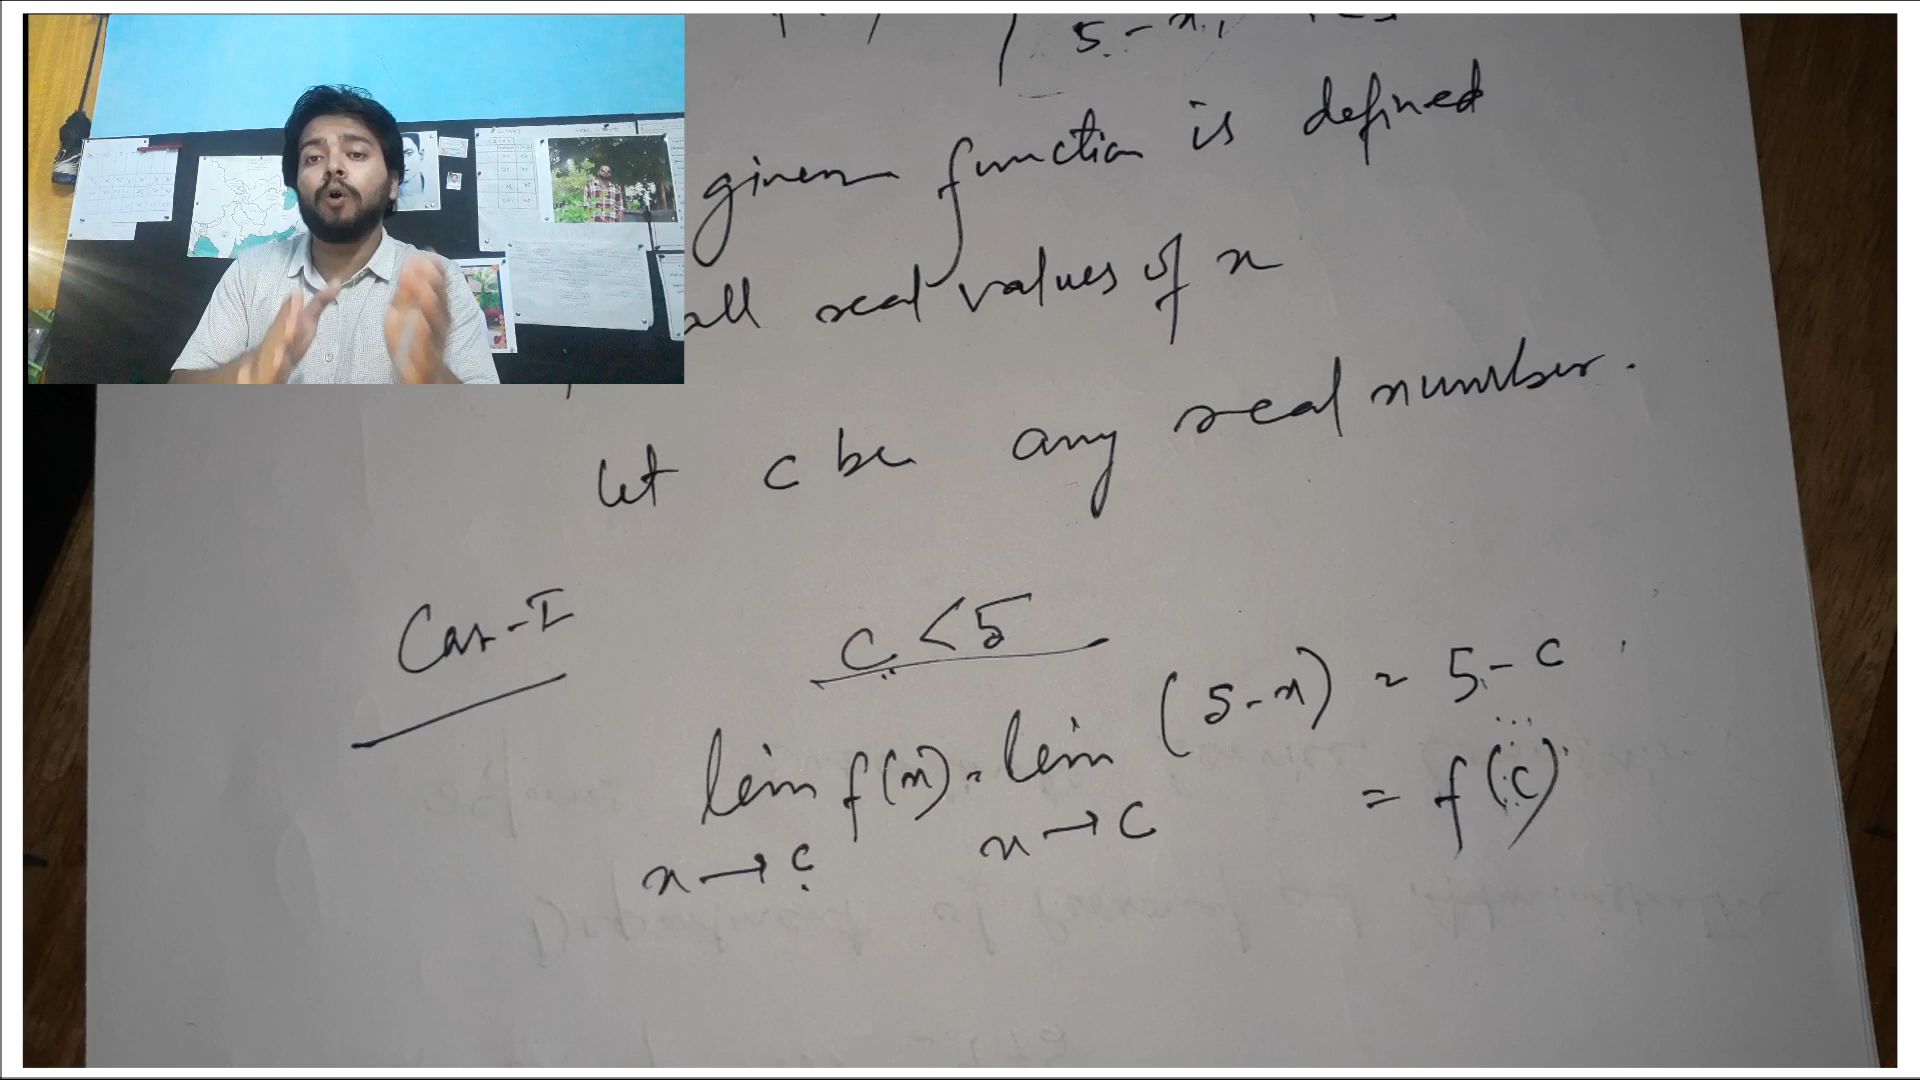 5-x,
given function is defined
all real values of x
let c be any real number.
Case-I
c<5
lim f(x) = lim (5-x) = 5-c
x→c x→c = f(c)